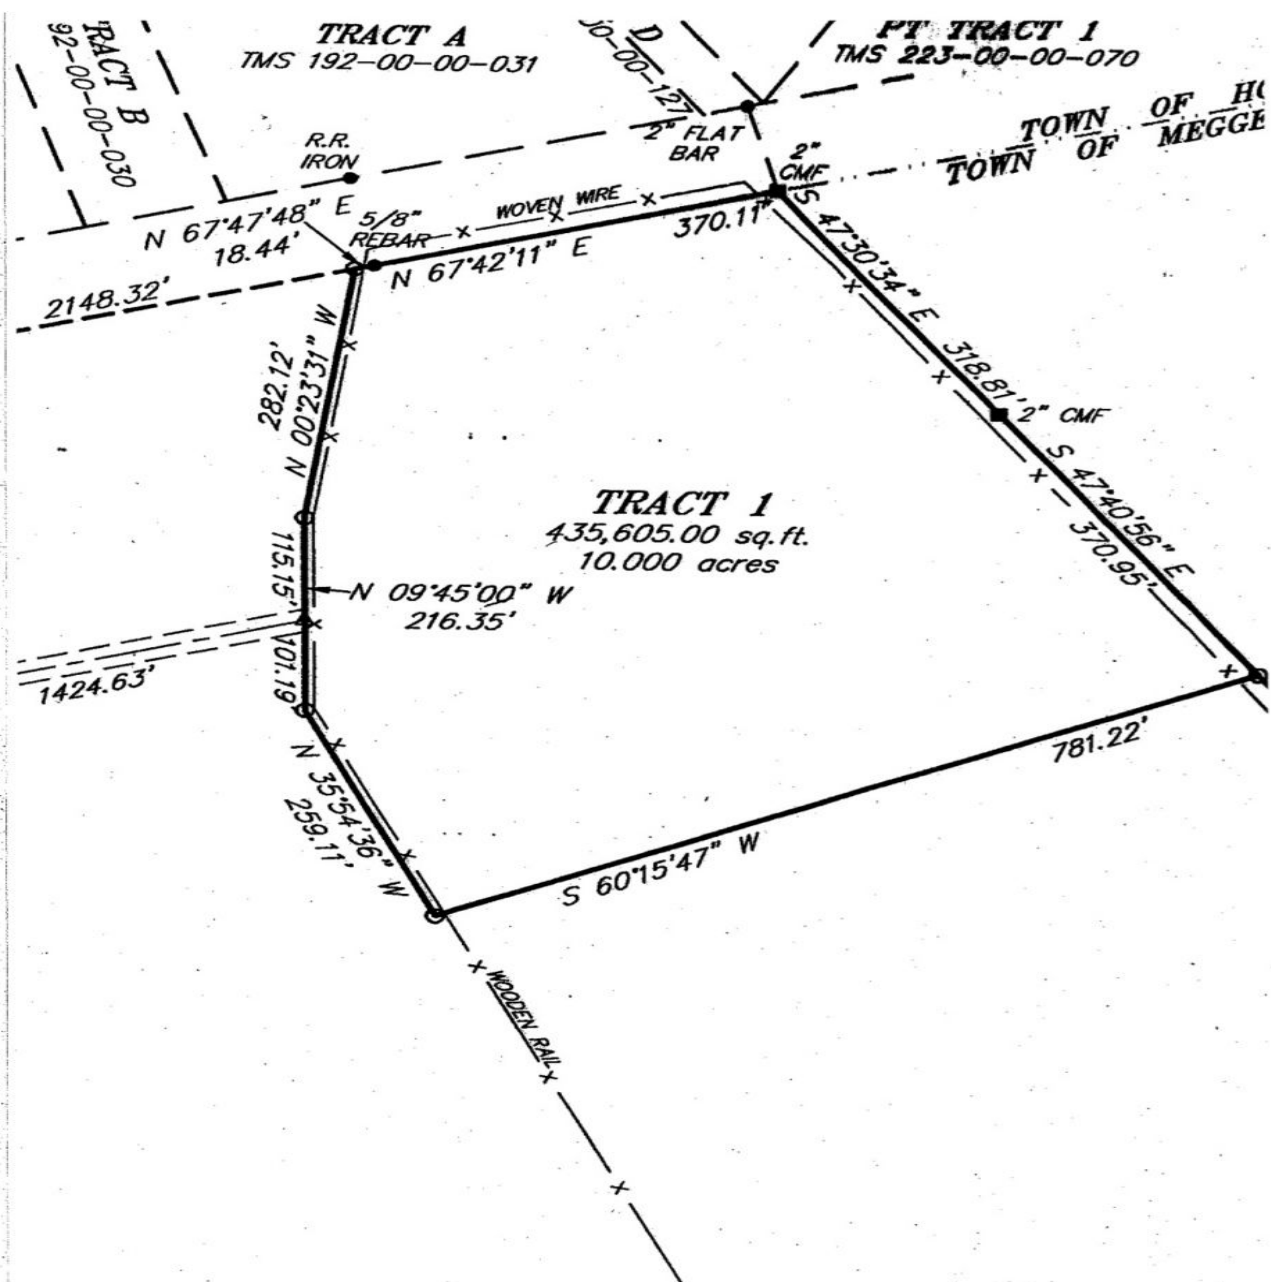 TRACT A
TMS 192-00-00-031
RACT B
92-00-00-030
D
0-00-127
PT TRACT 1
TMS 223-00-00-070
TOWN OF HO
TOWN OF MEGGE
R.R.
IRON
2" FLAT
BAR
2"
CMF
N 67°47'48" E
18.44'
5/8"
REBAR
WOVEN WIRE
370.11'
N 67°42'11" E
2148.32'
S 47°30'34" E
318.81'
2" CMF
282.12'
N 00°23'31" W
S 47°40'56" E
370.95'
TRACT 1
435,605.00 sq.ft.
10.000 acres
115.15'
N 09°45'00" W
216.35'
101.19'
1424.63'
N 35°54'36" W
259.11'
781.22'
S 60°15'47" W
WOODEN RAIL